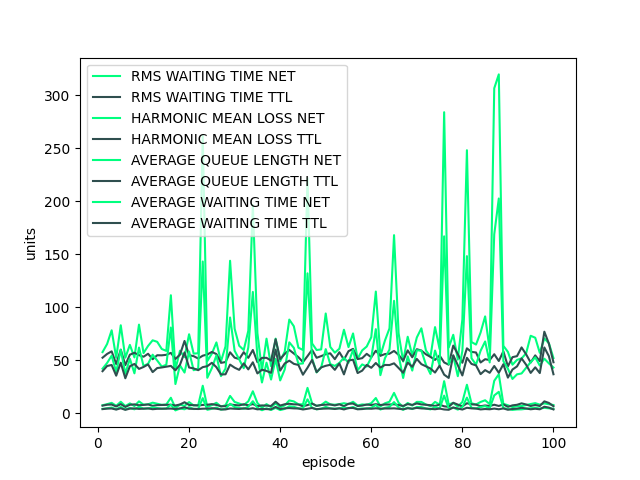 RMS WAITING TIME NET
RMS WAITING TIME TTL
HARMONIC MEAN LOSS NET
HARMONIC MEAN LOSS TTL
AVERAGE QUEUE LENGTH NET
AVERAGE QUEUE LENGTH TTL
AVERAGE WAITING TIME NET
AVERAGE WAITING TIME TTL
300
250
200
150
100
50
0
units
0 20 40 60 80 100
episode